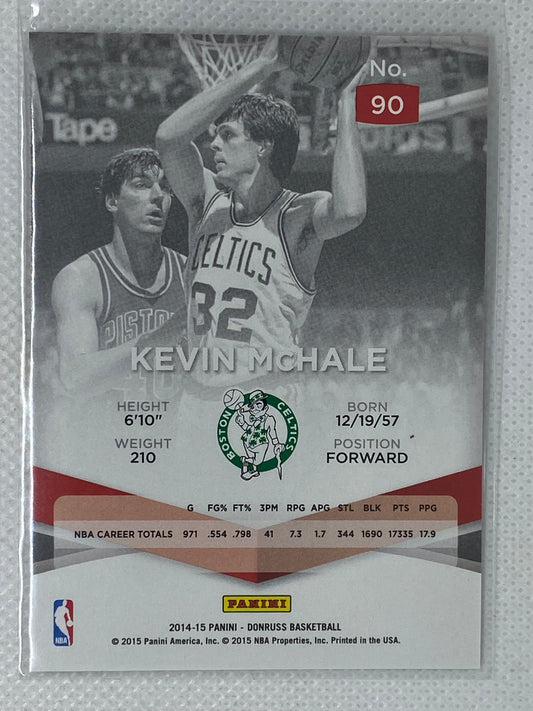 No.
90
Tape
CELTICS
32
PISTO
KEVIN McHALE
HEIGHT
6'10"
WEIGHT
210
BOSTON CELTICS
BORN
12/19/57
POSITION
FORWARD
G FG% FT% 3PM RPG APG STL BLK PTS PPG
NBA CAREER TOTALS 971 .554 .798 41 7.3 1.7 344 1690 17335 17.9
PANINI
NBA
2014-15 PANINI - DONRUSS BASKETBALL
© 2015 Panini America, Inc. © 2015 NBA Properties, Inc. Printed in the USA.